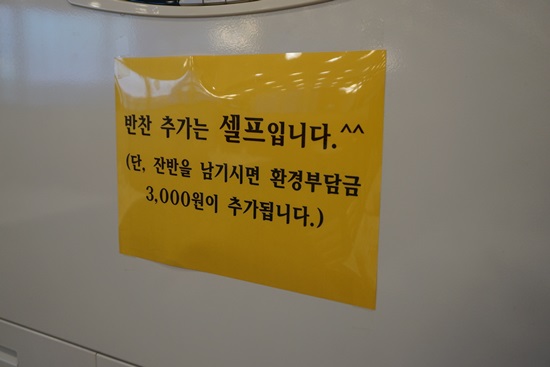 반찬 추가는 셀프입니다.^^
(단, 잔반을 남기시면 환경부담금
3,000원이 추가됩니다.)